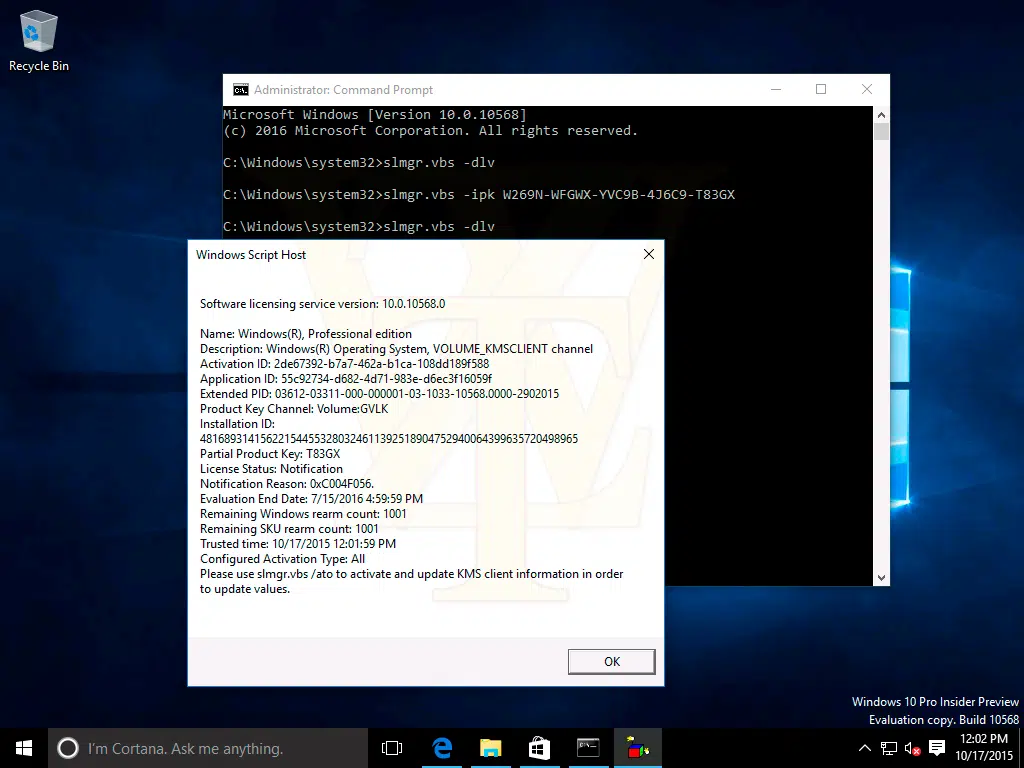 Recycle Bin
Administrator: Command Prompt
Microsoft Windows [Version 10.0.10568]
(c) 2016 Microsoft Corporation. All rights reserved.
C:\Windows\system32>slmgr.vbs -dlv
C:\Windows\system32>slmgr.vbs -ipk W269N-WFGWX-YVC9B-4J6C9-T83GX
C:\Windows\system32>slmgr.vbs -dlv
Windows Script Host
Software licensing service version: 10.0.10568.0
Name: Windows(R), Professional edition
Description: Windows(R) Operating System, VOLUME_KMSCLIENT channel
Activation ID: 2de67392-b7a7-462a-b1ca-108dd189f588
Application ID: 55c92734-d682-4d71-983e-d6ec3f16059f
Extended PID: 03612-03311-000-000001-03-1033-10568.0000-2902015
Product Key Channel: Volume:GVLK
Installation ID:
481689314156221544553280324611392518904752940064399635720498965
Partial Product Key: T83GX
License Status: Notification
Notification Reason: 0xC004F056.
Evaluation End Date: 7/15/2016 4:59:59 PM
Remaining Windows rearm count: 1001
Remaining SKU rearm count: 1001
Trusted time: 10/17/2015 12:01:59 PM
Configured Activation Type: All
Please use slmgr.vbs /ato to activate and update KMS client information in order
to update values.
OK
Windows 10 Pro Insider Preview
Evaluation copy. Build 10568
I'm Cortana. Ask me anything.
12:02 PM
10/17/2015